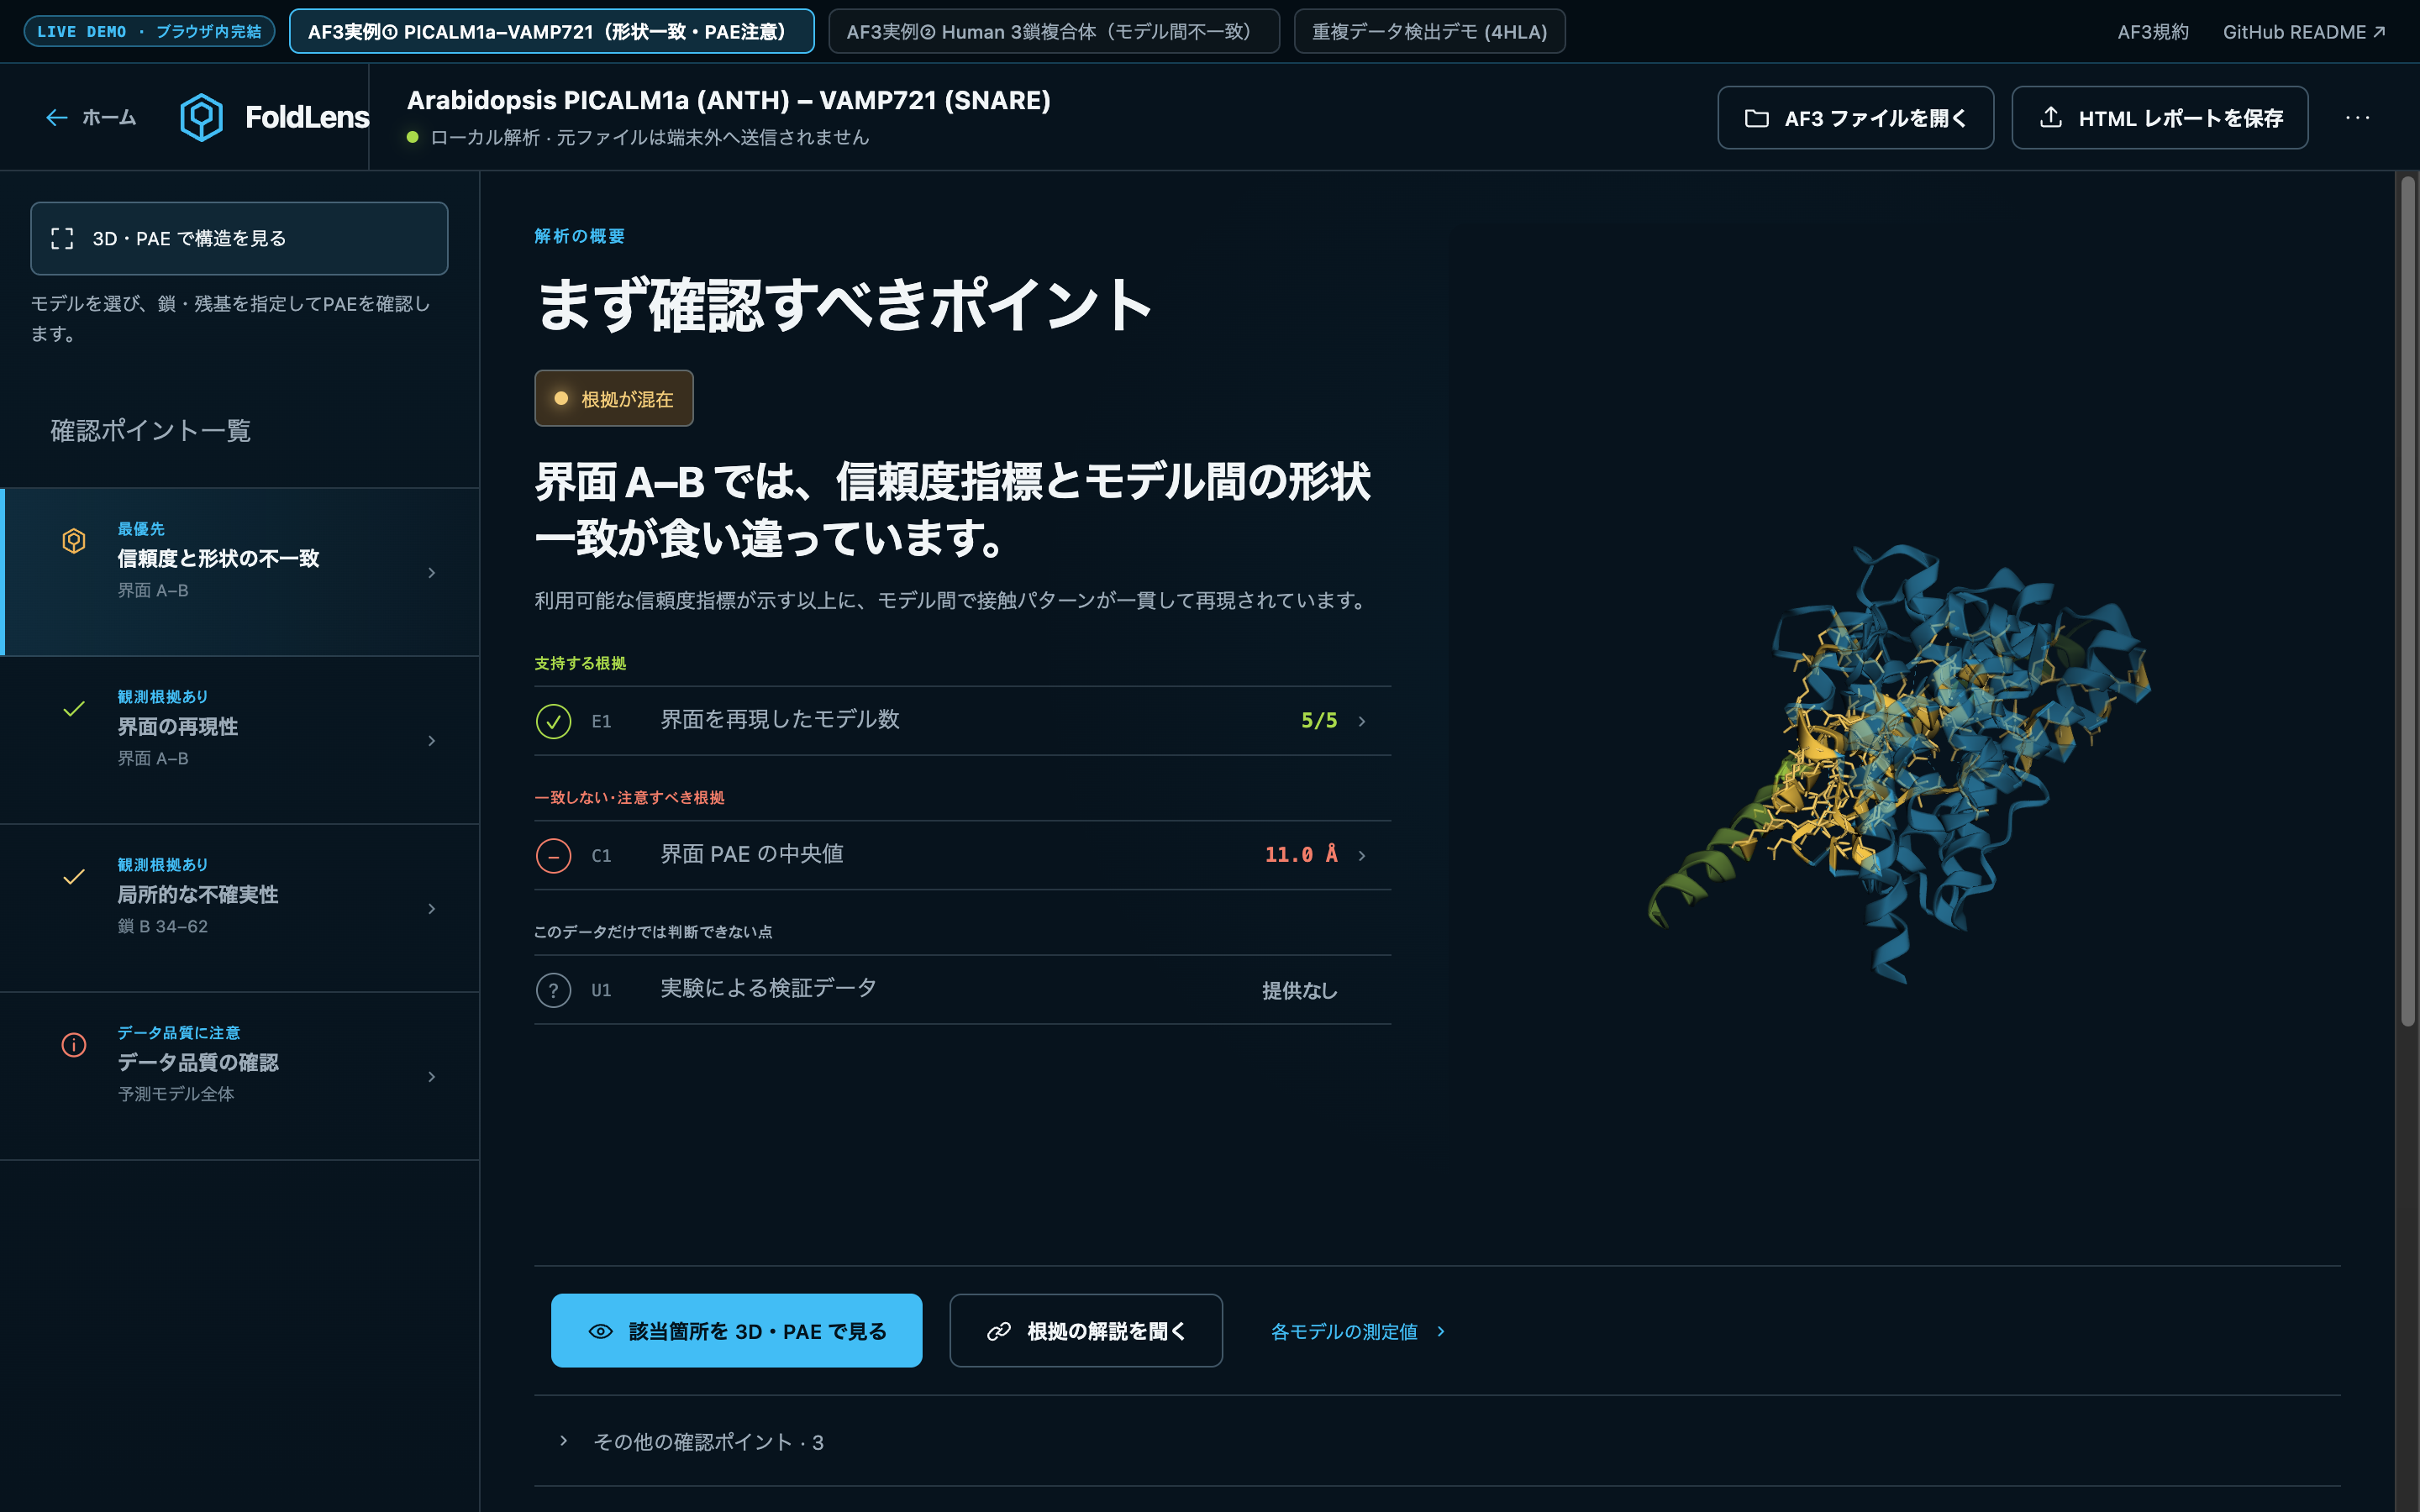 LIVE DEMO · ブラウザ内完結
AF3実例① PICALM1a–VAMP721（形状一致・PAE注意）
AF3実例② Human 3鎖複合体（モデル間不一致）
重複データ検出デモ (4HLA)
AF3規約
GitHub README ↗
← ホーム
FoldLens
Arabidopsis PICALM1a (ANTH) – VAMP721 (SNARE)
ローカル解析 · 元ファイルは端末外へ送信されません
AF3 ファイルを開く
HTML レポートを保存
···
3D・PAE で構造を見る
モデルを選び、鎖・残基を指定してPAEを確認し
ます。
確認ポイント一覧
最優先
信頼度と形状の不一致
界面 A–B
観測根拠あり
界面の再現性
界面 A–B
観測根拠あり
局所的な不確実性
鎖 B 34–62
データ品質に注意
データ品質の確認
予測モデル全体
解析の概要
まず確認すべきポイント
根拠が混在
界面 A–B では、信頼度指標とモデル間の形状
一致が食い違っています。
利用可能な信頼度指標が示す以上に、モデル間で接触パターンが一貫して再現されています。
支持する根拠
E1 界面を再現したモデル数 5/5
一致しない・注意すべき根拠
C1 界面 PAE の中央値 11.0 Å
このデータだけでは判断できない点
? U1 実験による検証データ 提供なし
該当箇所を 3D・PAE で見る
根拠の解説を聞く
各モデルの測定値
その他の確認ポイント · 3